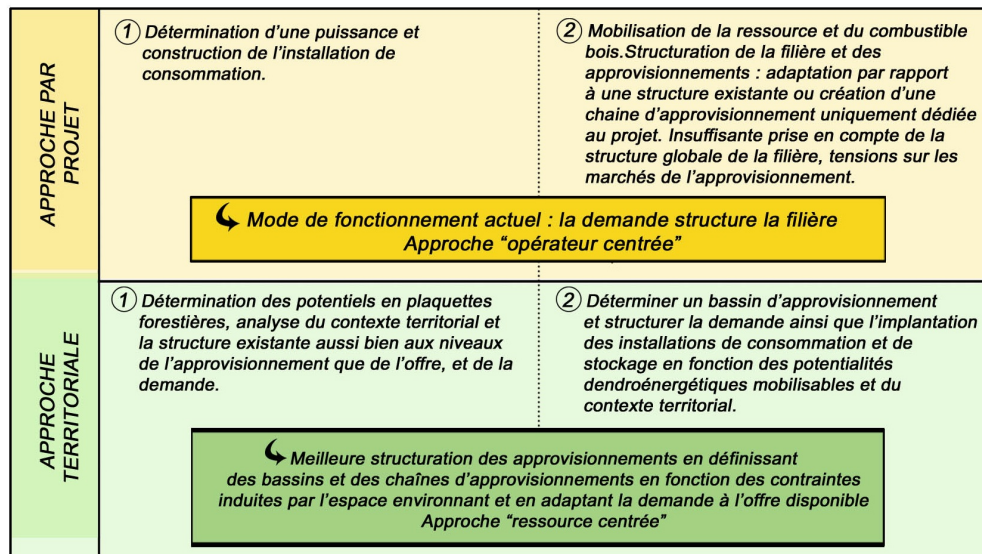 APPROCHE PAR
PROJET
① Détermination d'une puissance et
construction de l'installation de
consommation.
② Mobilisation de la ressource et du combustible
bois.Structuration de la filière et des
approvisionnements : adaptation par rapport
à une structure existante ou création d'une
chaine d'approvisionnement uniquement dédiée
au projet. Insuffisante prise en compte de la
structure globale de la filière, tensions sur les
marchés de l'approvisionnement.
Mode de fonctionnement actuel : la demande structure la filière
Approche “opérateur centrée”
APPROCHE
TERRITORIALE
① Détermination des potentiels en plaquettes
forestières, analyse du contexte territorial et
la structure existante aussi bien aux niveaux
de l'approvisionnement que de l'offre, et de la
demande.
② Déterminer un bassin d'approvisionnement
et structurer la demande ainsi que l'implantation
des installations de consommation et de
stockage en fonction des potentialités
dendroénergétiques mobilisables et du
contexte territorial.
Meilleure structuration des approvisionnements en définissant
des bassins et des chaînes d'approvisionnements en fonction des contraintes
induites par l'espace environnant et en adaptant la demande à l'offre disponible
Approche “ressource centrée”